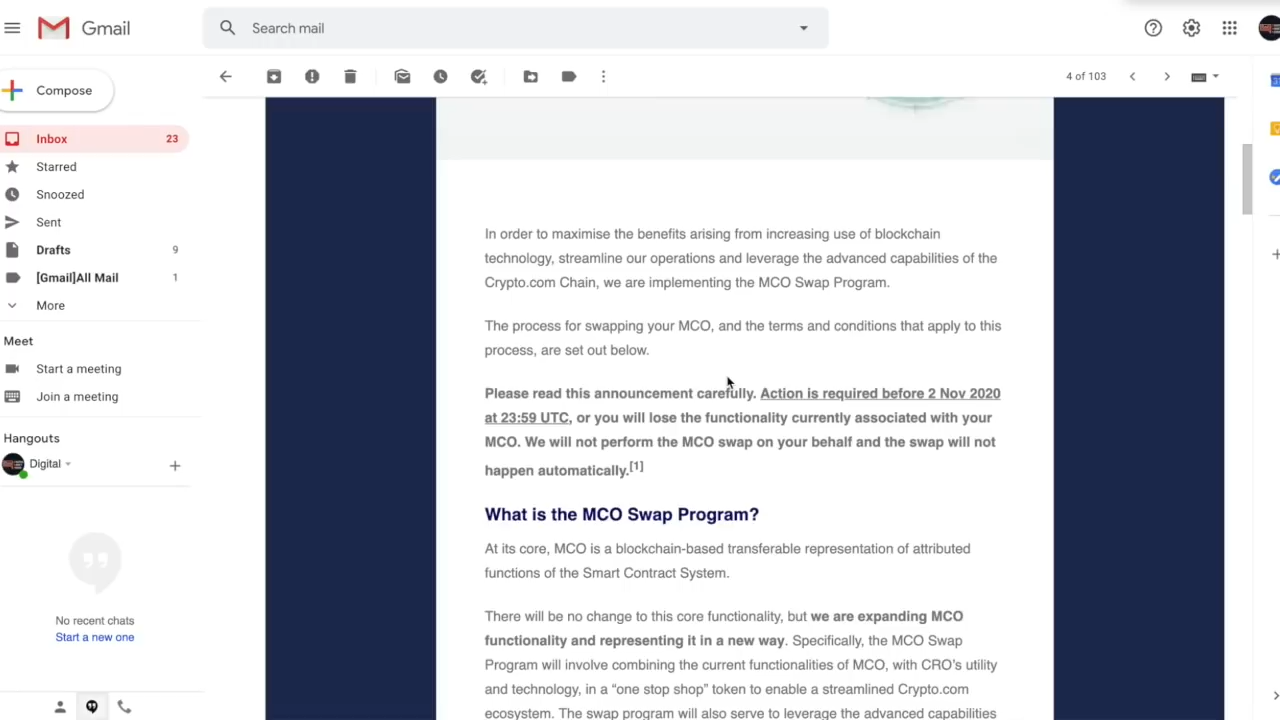 Gmail
Search mail
Compose
4 of 103
Inbox 23
Starred
Snoozed
Sent
Drafts 9
[Gmail]All Mail 1
More
Meet
Start a meeting
Join a meeting
Hangouts
Digital
No recent chats
Start a new one
In order to maximise the benefits arising from increasing use of blockchain
technology, streamline our operations and leverage the advanced capabilities of the
Crypto.com Chain, we are implementing the MCO Swap Program.
The process for swapping your MCO, and the terms and conditions that apply to this
process, are set out below.
Please read this announcement carefully. Action is required before 2 Nov 2020
at 23:59 UTC, or you will lose the functionality currently associated with your
MCO. We will not perform the MCO swap on your behalf and the swap will not
happen automatically.[1]
What is the MCO Swap Program?
At its core, MCO is a blockchain-based transferable representation of attributed
functions of the Smart Contract System.
There will be no change to this core functionality, but we are expanding MCO
functionality and representing it in a new way. Specifically, the MCO Swap
Program will involve combining the current functionalities of MCO, with CRO's utility
and technology, in a “one stop shop” token to enable a streamlined Crypto.com
ecosystem. The swap program will also serve to leverage the advanced capabilities